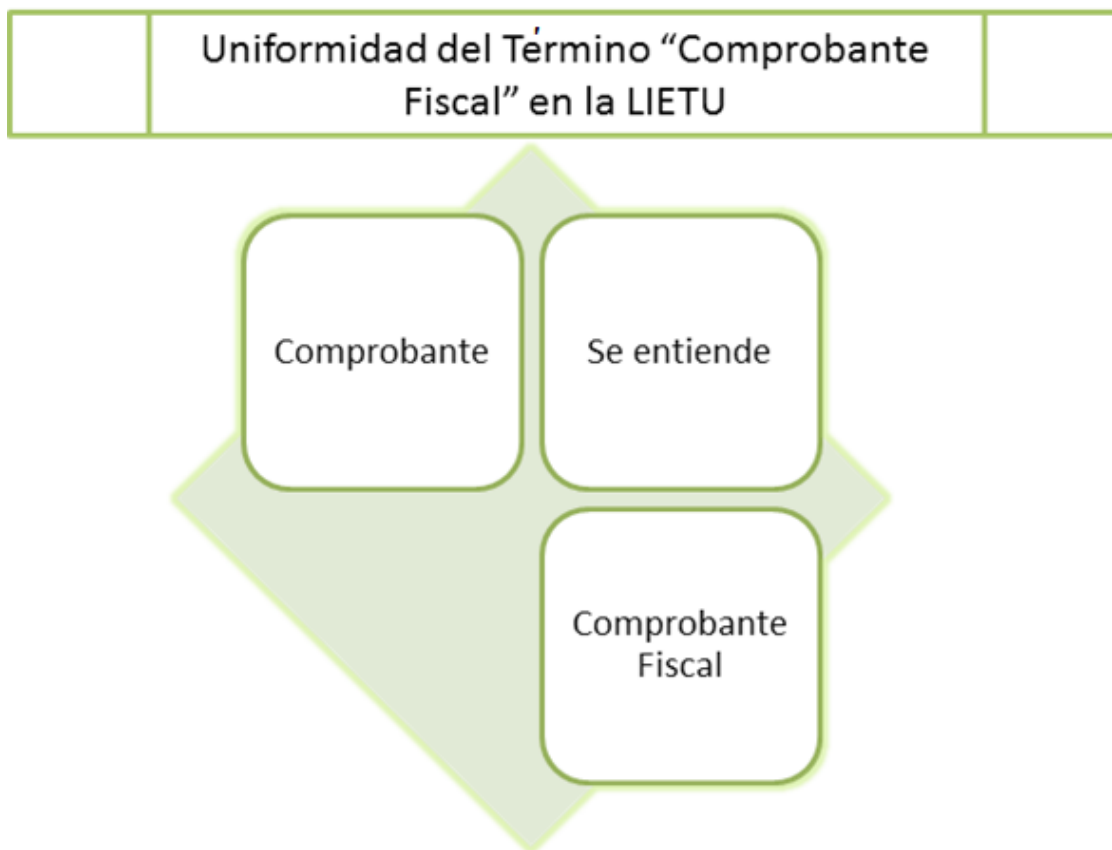 Uniformidad del Término “Comprobante
Fiscal” en la LIETU
Comprobante
Se entiende
Comprobante
Fiscal